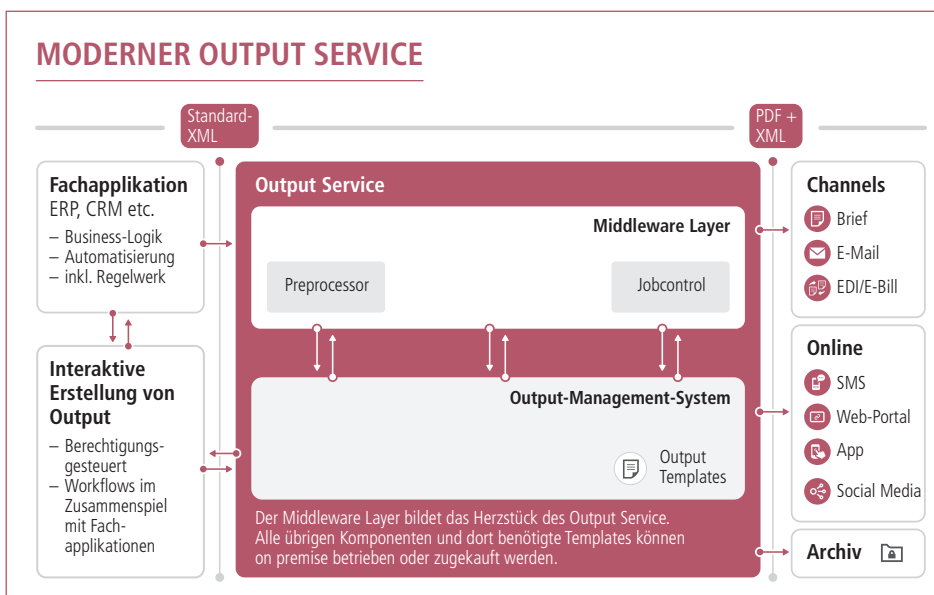 MODERNER OUTPUT SERVICE
Standard-
XML
PDF +
XML
Fachapplikation
ERP, CRM etc.
– Business-Logik
– Automatisierung
– inkl. Regelwerk
Interaktive
Erstellung von
Output
– Berechtigungs-
gesteuert
– Workflows im
Zusammenspiel
mit Fach-
applikationen
Output Service
Middleware Layer
Preprocessor
Jobcontrol
Output-Management-System
Output
Templates
Der Middleware Layer bildet das Herzstück des Output Service.
Alle übrigen Komponenten und dort benötigte Templates können
on premise betrieben oder zugekauft werden.
Channels
Brief
E-Mail
EDI/E-Bill
Online
SMS
Web-Portal
App
Social Media
Archiv